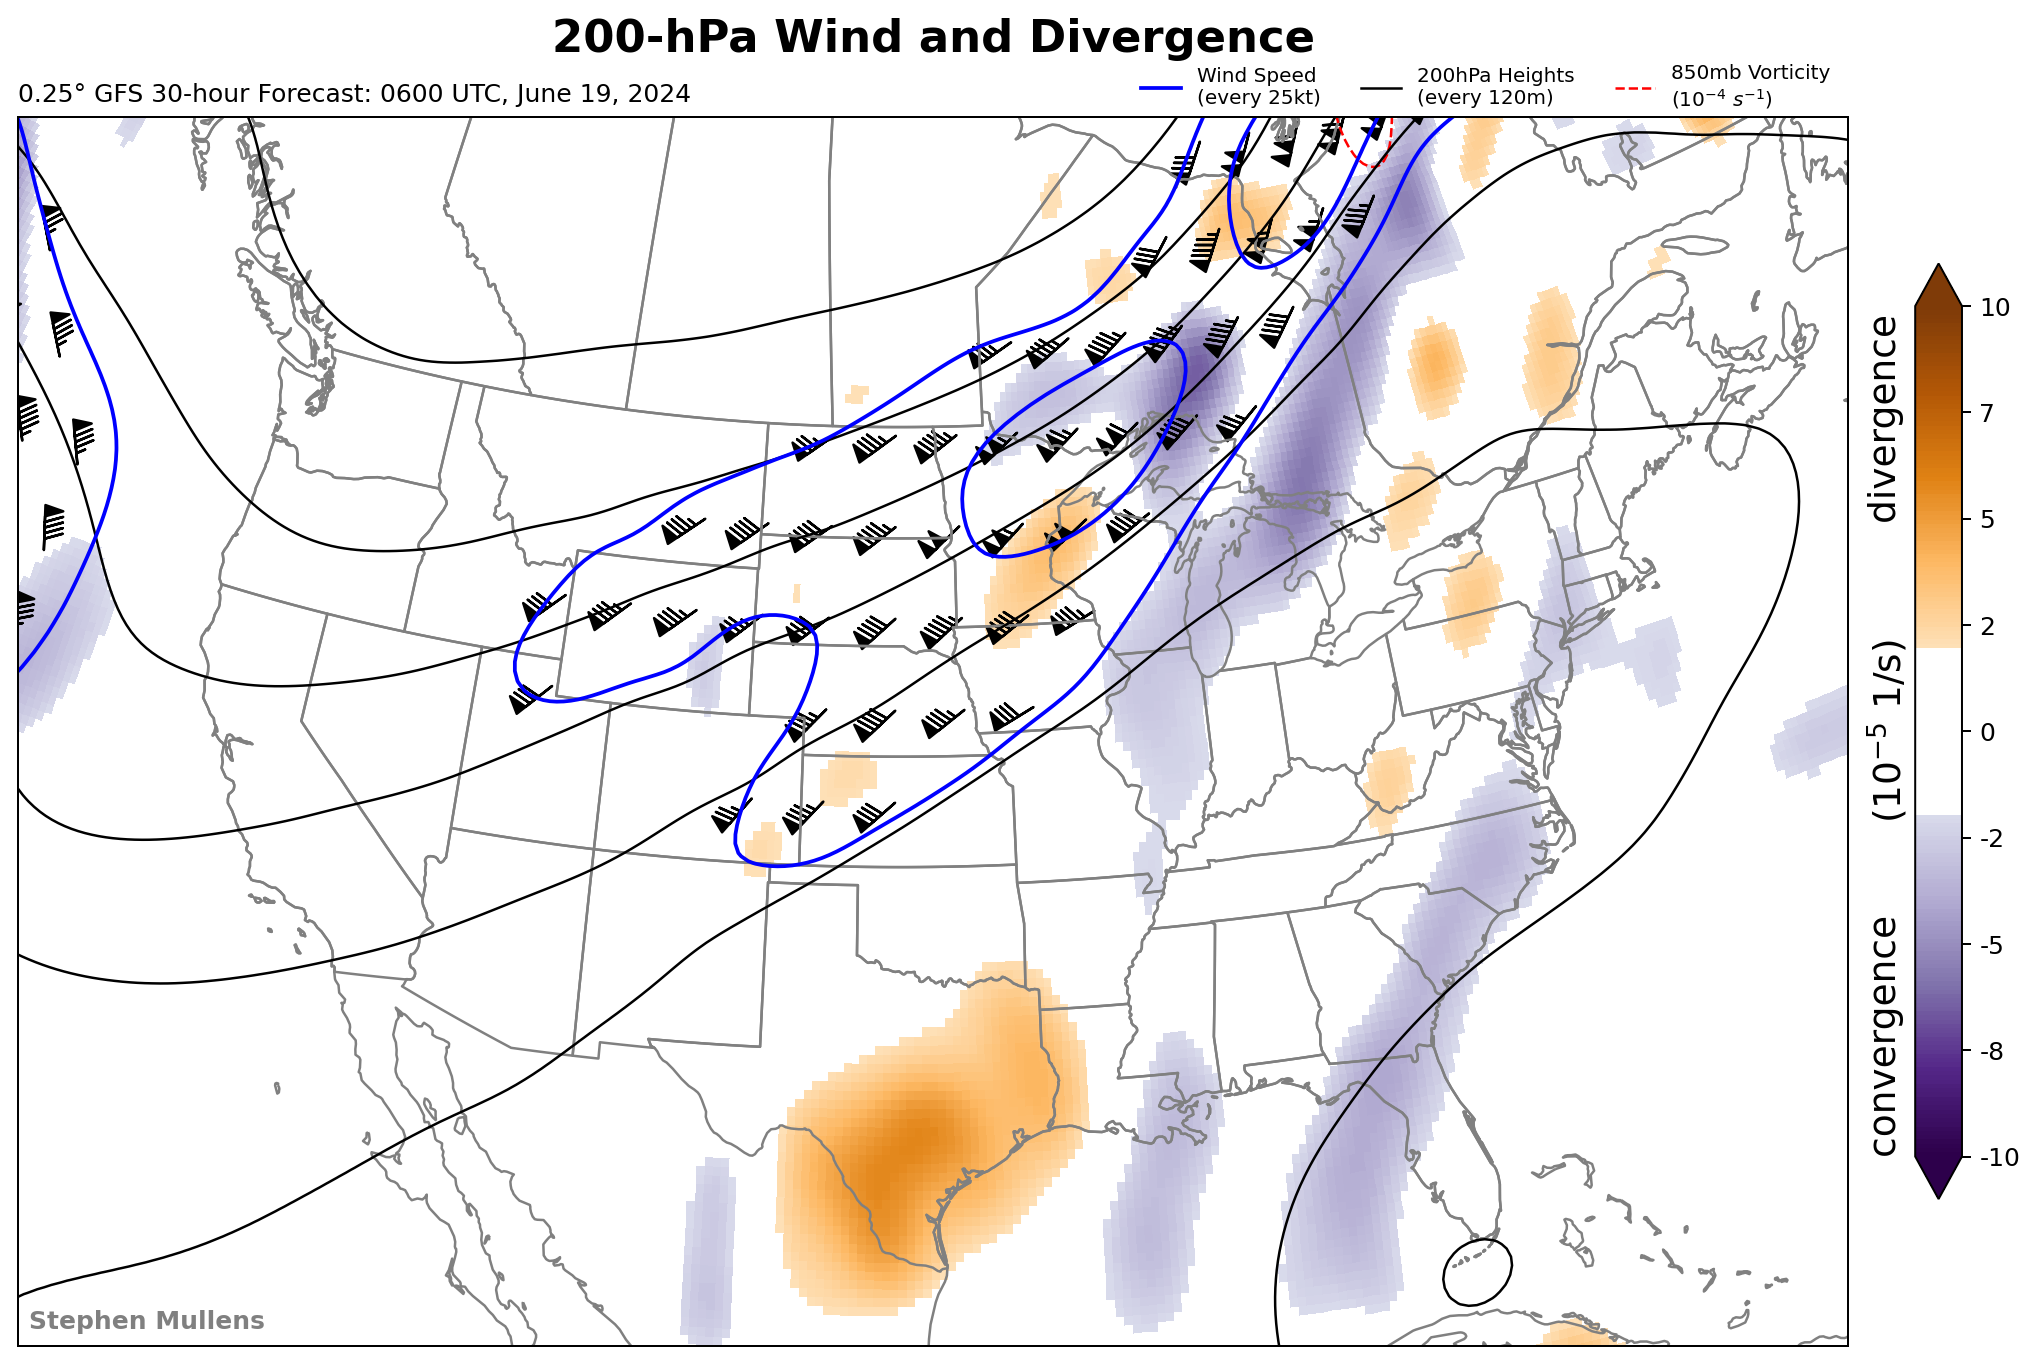 200-hPa Wind and Divergence
0.25° GFS 30-hour Forecast: 0600 UTC, June 19, 2024
Wind Speed
(every 25kt)
200hPa Heights
(every 120m)
850mb Vorticity
(10⁻⁴ s⁻¹)
10
7
5
2
0
-2
-5
-8
-10
convergence (10⁻⁵ 1/s) divergence
Stephen Mullens